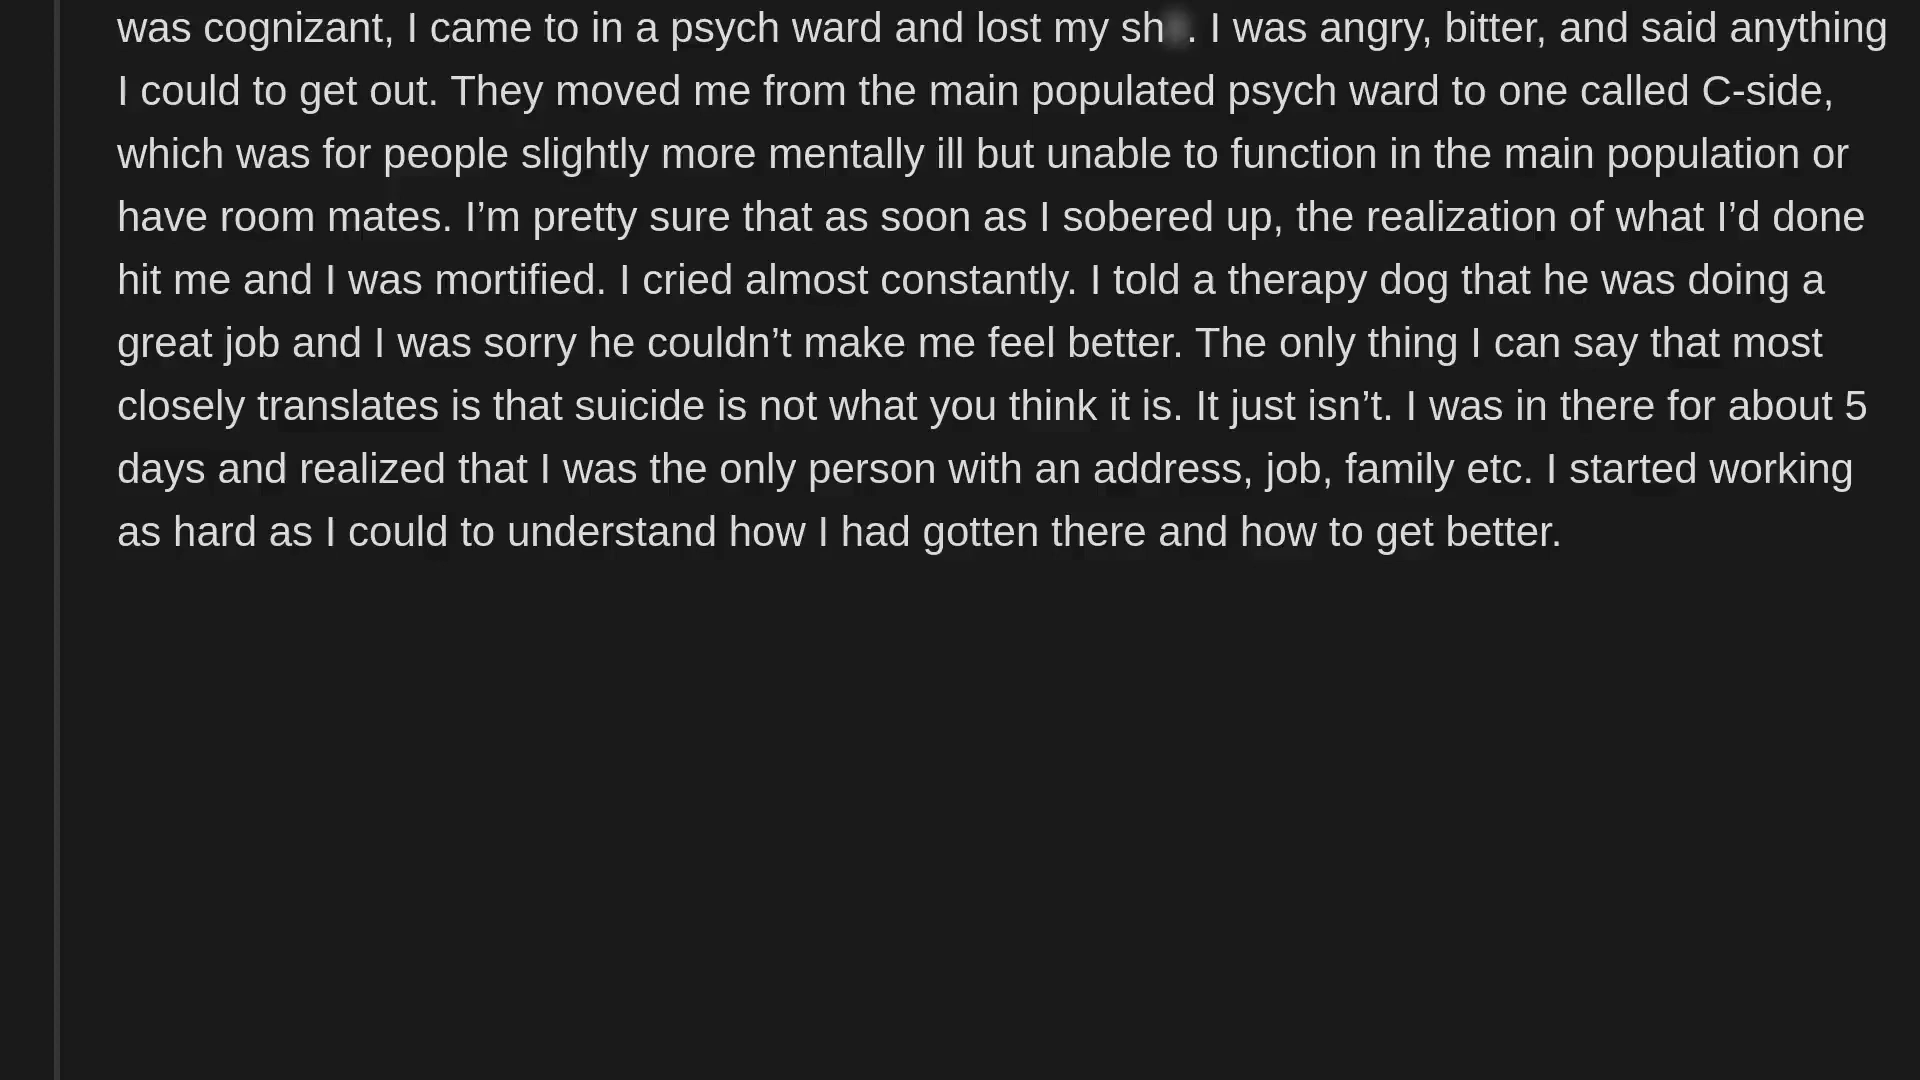 was cognizant, I came to in a psych ward and lost my sh . I was angry, bitter, and said anything
I could to get out. They moved me from the main populated psych ward to one called C-side,
which was for people slightly more mentally ill but unable to function in the main population or
have room mates. I’m pretty sure that as soon as I sobered up, the realization of what I’d done
hit me and I was mortified. I cried almost constantly. I told a therapy dog that he was doing a
great job and I was sorry he couldn’t make me feel better. The only thing I can say that most
closely translates is that suicide is not what you think it is. It just isn’t. I was in there for about 5
days and realized that I was the only person with an address, job, family etc. I started working
as hard as I could to understand how I had gotten there and how to get better.